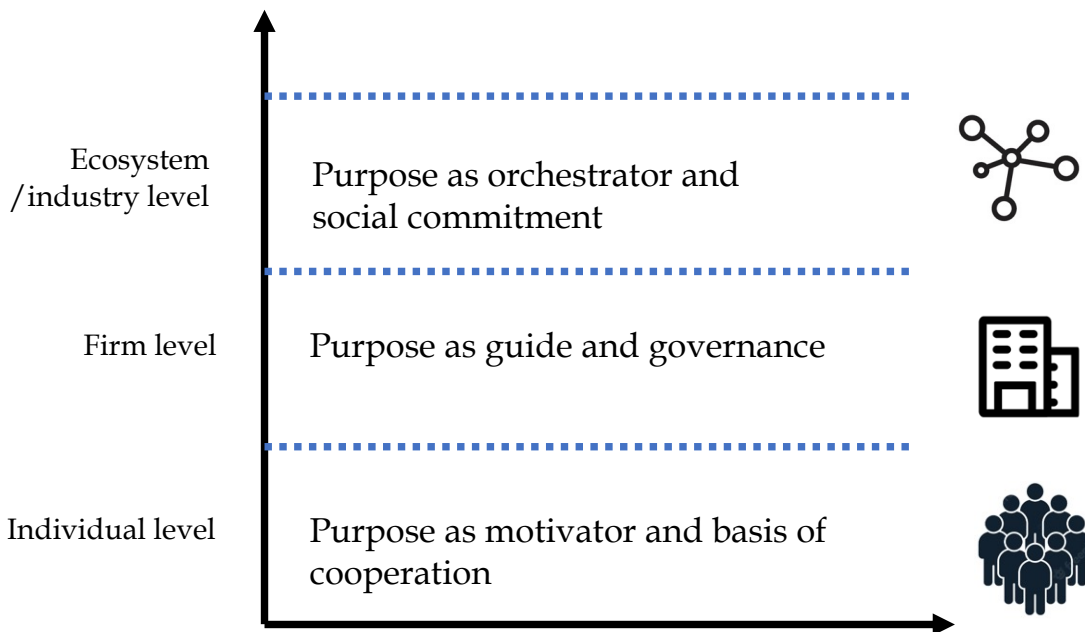 Ecosystem
/industry level
Purpose as orchestrator and
social commitment
Firm level
Purpose as guide and governance
Individual level
Purpose as motivator and basis of
cooperation